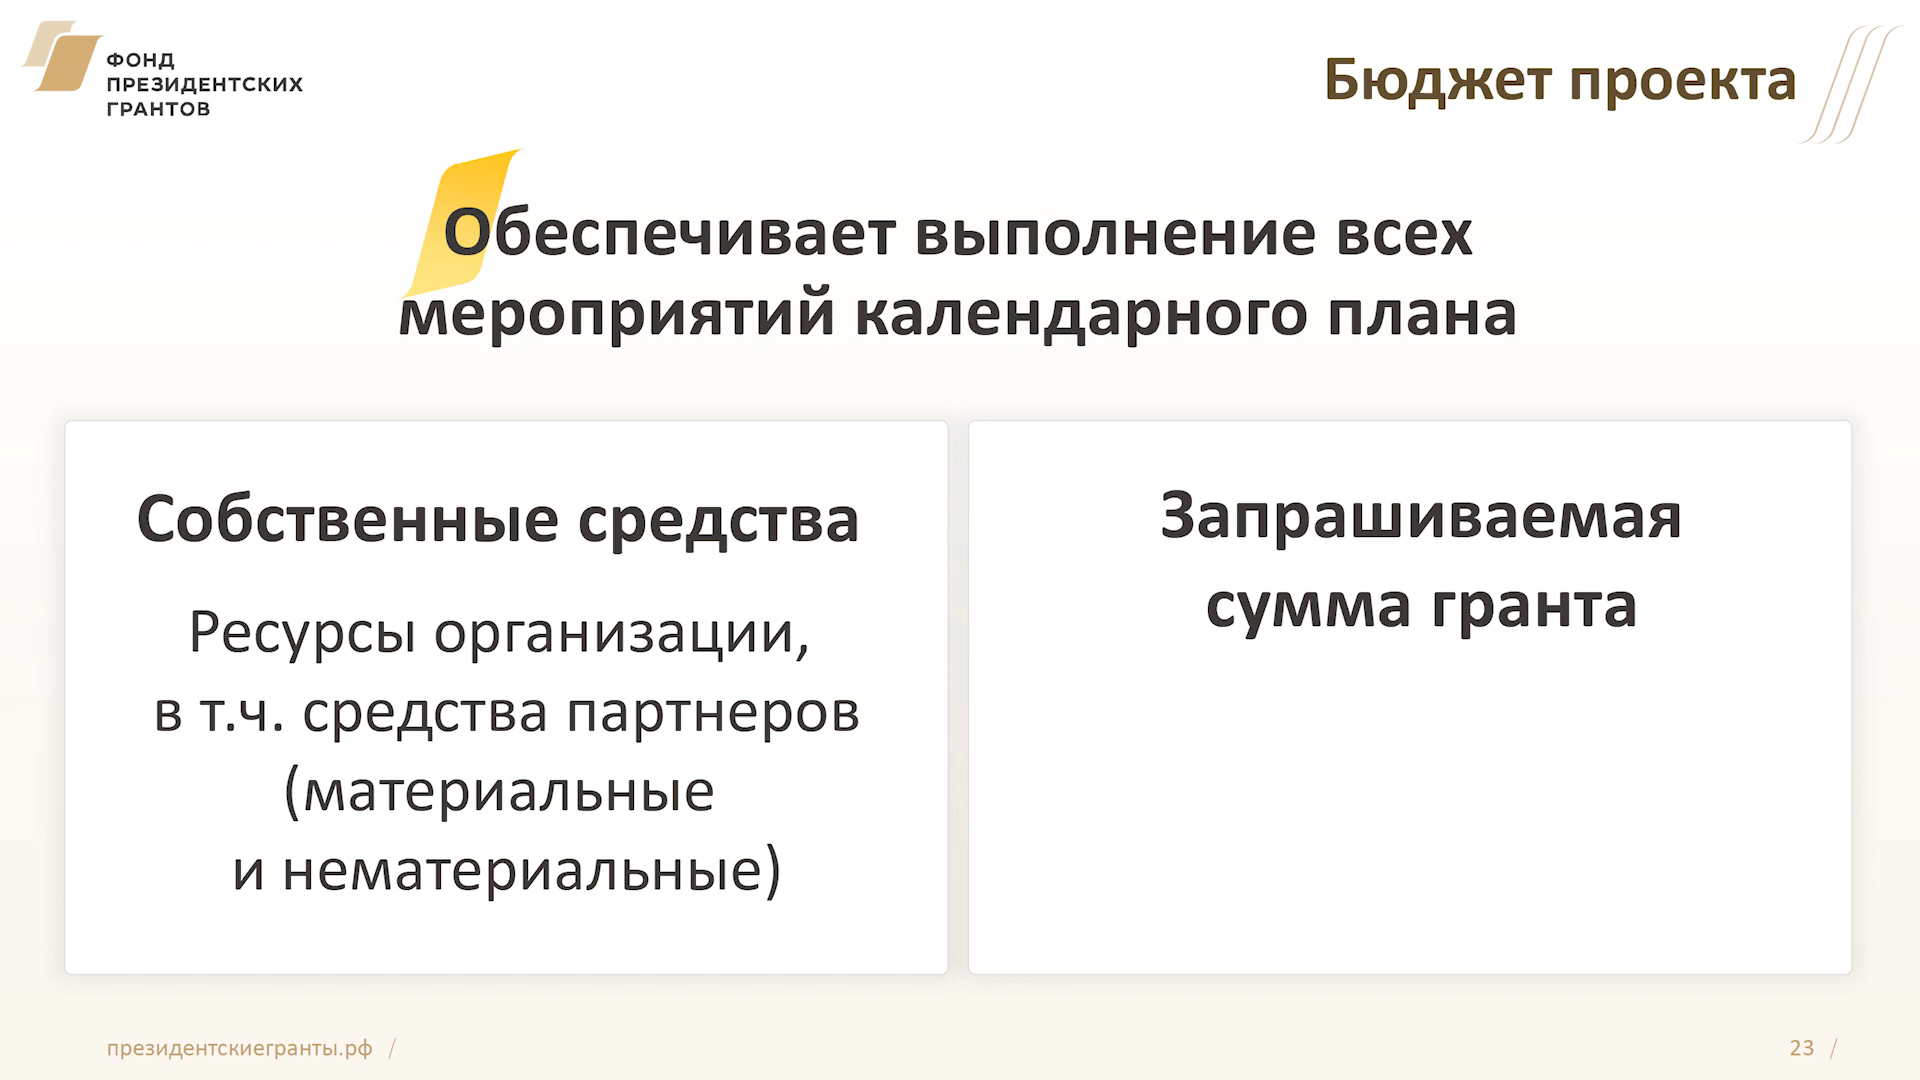 ФОНД
ПРЕЗИДЕНТСКИХ
ГРАНТОВ
Бюджет проекта
Обеспечивает выполнение всех
мероприятий календарного плана
Собственные средства
Ресурсы организации,
в т.ч. средства партнеров
(материальные
и нематериальные)
Запрашиваемая
сумма гранта
президентскиегранты.рф /
23 /